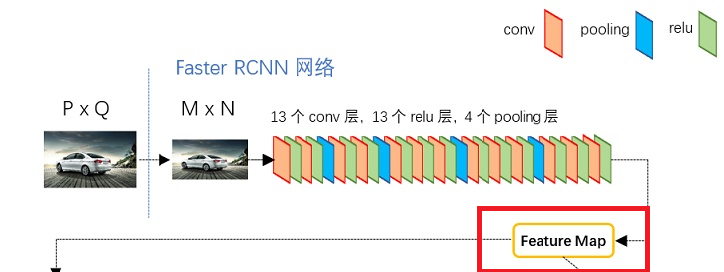 conv pooling relu
Faster RCNN 网络
P x Q M x N
13 个 conv 层, 13 个 relu 层, 4 个 pooling 层
Feature Map